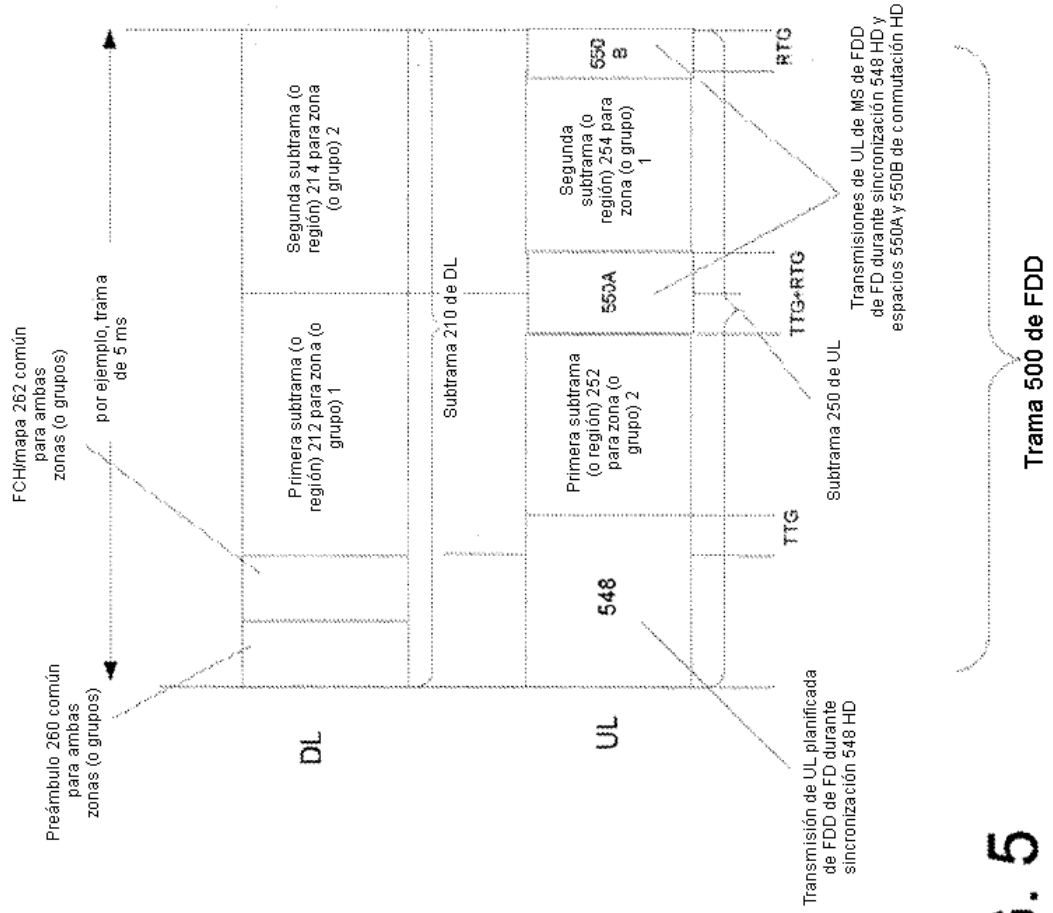 FCH/mapa 262 común
para ambas
zonas (o grupos)
Preámbulo 260 común
para ambas
zonas (o grupos)
por ejemplo, trama
de 5 ms
DL
Primera subtrama (o
región) 212 para zona (o
grupo) 1
Segunda subtrama (o
región) 214 para zona
(o grupo) 2
Subtrama 210 de DL
UL
548
Primera subtrama
(o región) 252
para zona (o
grupo) 2
550A
Segunda
subtrama (o
región) 254 para
zona (o grupo)
1
550
B
TTG
TTG+RTG
RTG
Subtrama 250 de UL
Transmisión de UL planificada
de FDD de FD durante
sincronización 548 HD
Transmisiones de UL de MS de FDD
de FD durante sincronización 548 HD y
espacios 550A y 550B de conmutación HD
Trama 500 de FDD
. 5